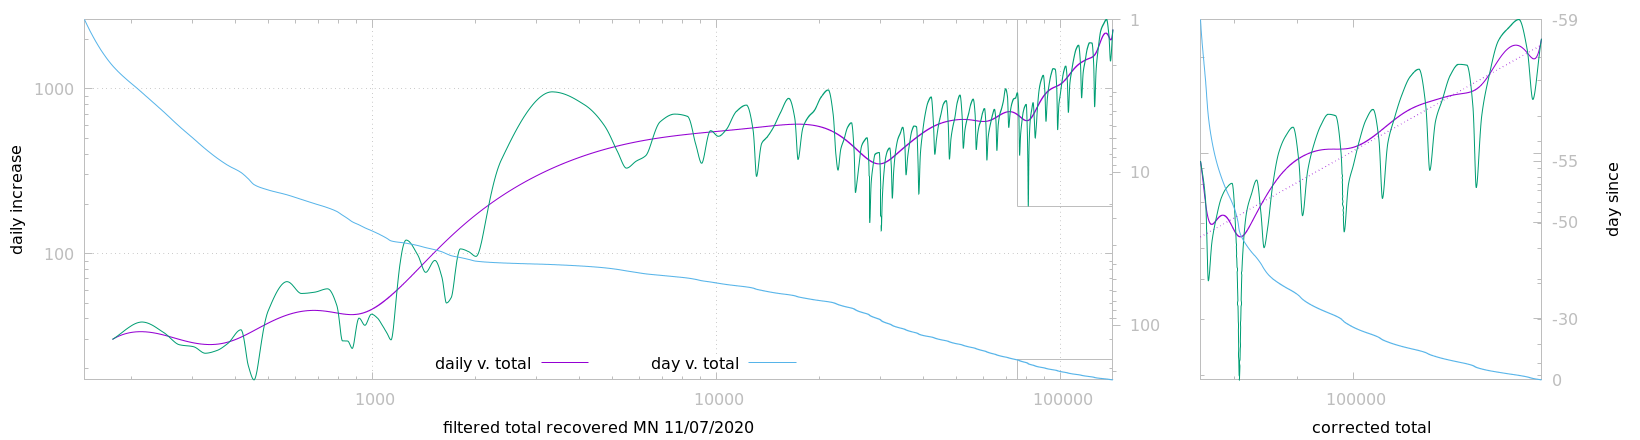 1000
100
daily increase
1
10
100
daily v. total
day v. total
1000
10000
100000
filtered total recovered MN 11/07/2020
-59
-55
-50
-30
0
day since
100000
corrected total